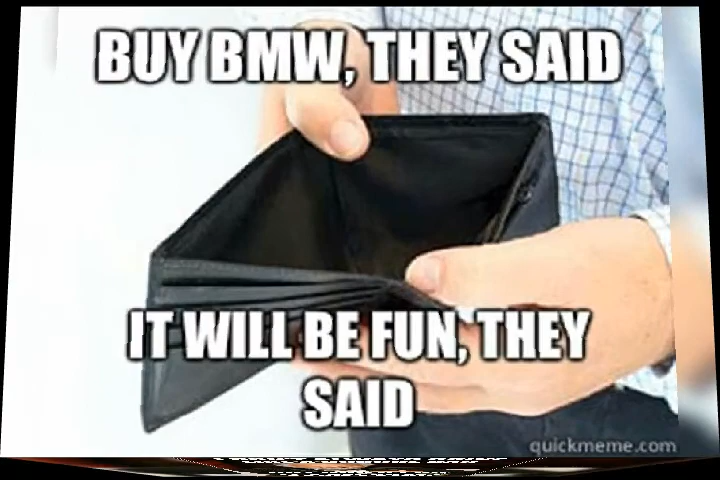 BUY BMW, THEY SAID
IT WILL BE FUN, THEY
SAID
quickmeme.com